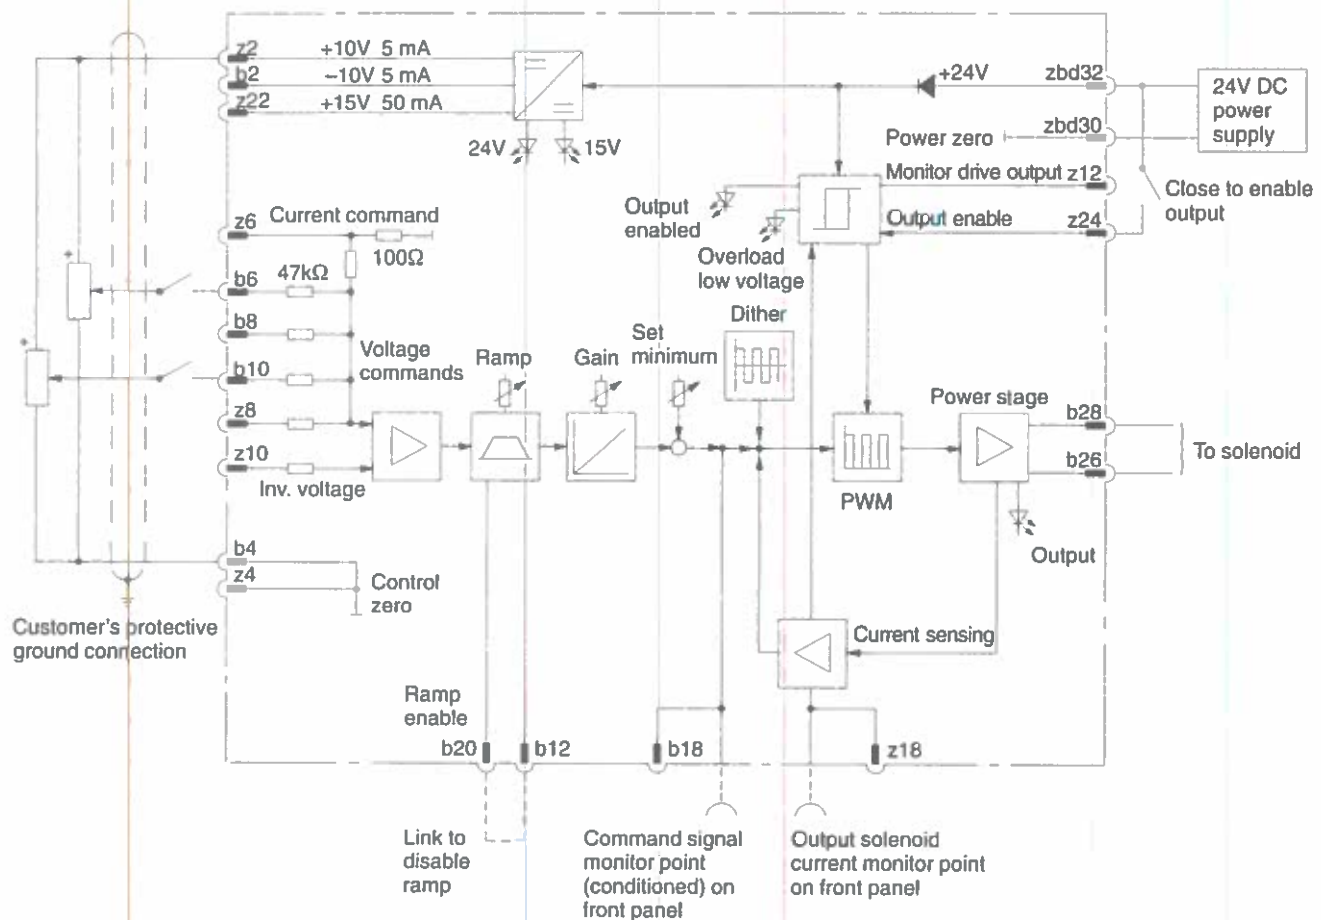 z2
+10V 5 mA
b2
−10V 5 mA
z22
+15V 50 mA
24V
15V
+24V
zbd32
24V DC
power
supply
Power zero
zbd30
Monitor drive output z12
Close to enable
output
Output
enabled
Output enable
z24
Overload
low voltage
z6
Current command
100Ω
b6
47kΩ
b8
b10
Voltage
commands
z8
z10
Inv. voltage
Ramp
Gain
Set
minimum
Dither
PWM
Power stage
b28
b26
To solenoid
Output
b4
z4
Control
zero
Customer's protective
ground connection
Current sensing
Ramp
enable
b20
b12
b18
z18
Link to
disable
ramp
Command signal
monitor point
(conditioned) on
front panel
Output solenoid
current monitor point
on front panel
+
+